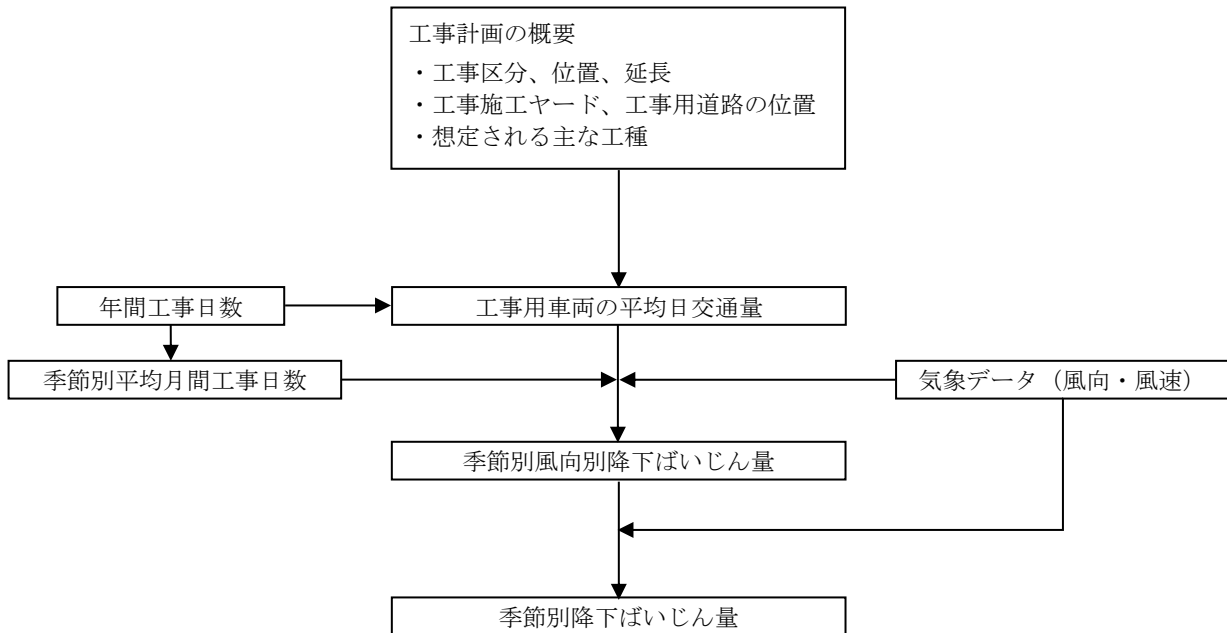 工事計画の概要
・工事区分、位置、延長
・工事施工ヤード、工事用道路の位置
・想定される主な工種
年間工事日数
工事用車両の平均日交通量
季節別平均月間工事日数
気象データ（風向・風速）
季節別風向別降下ばいじん量
季節別降下ばいじん量